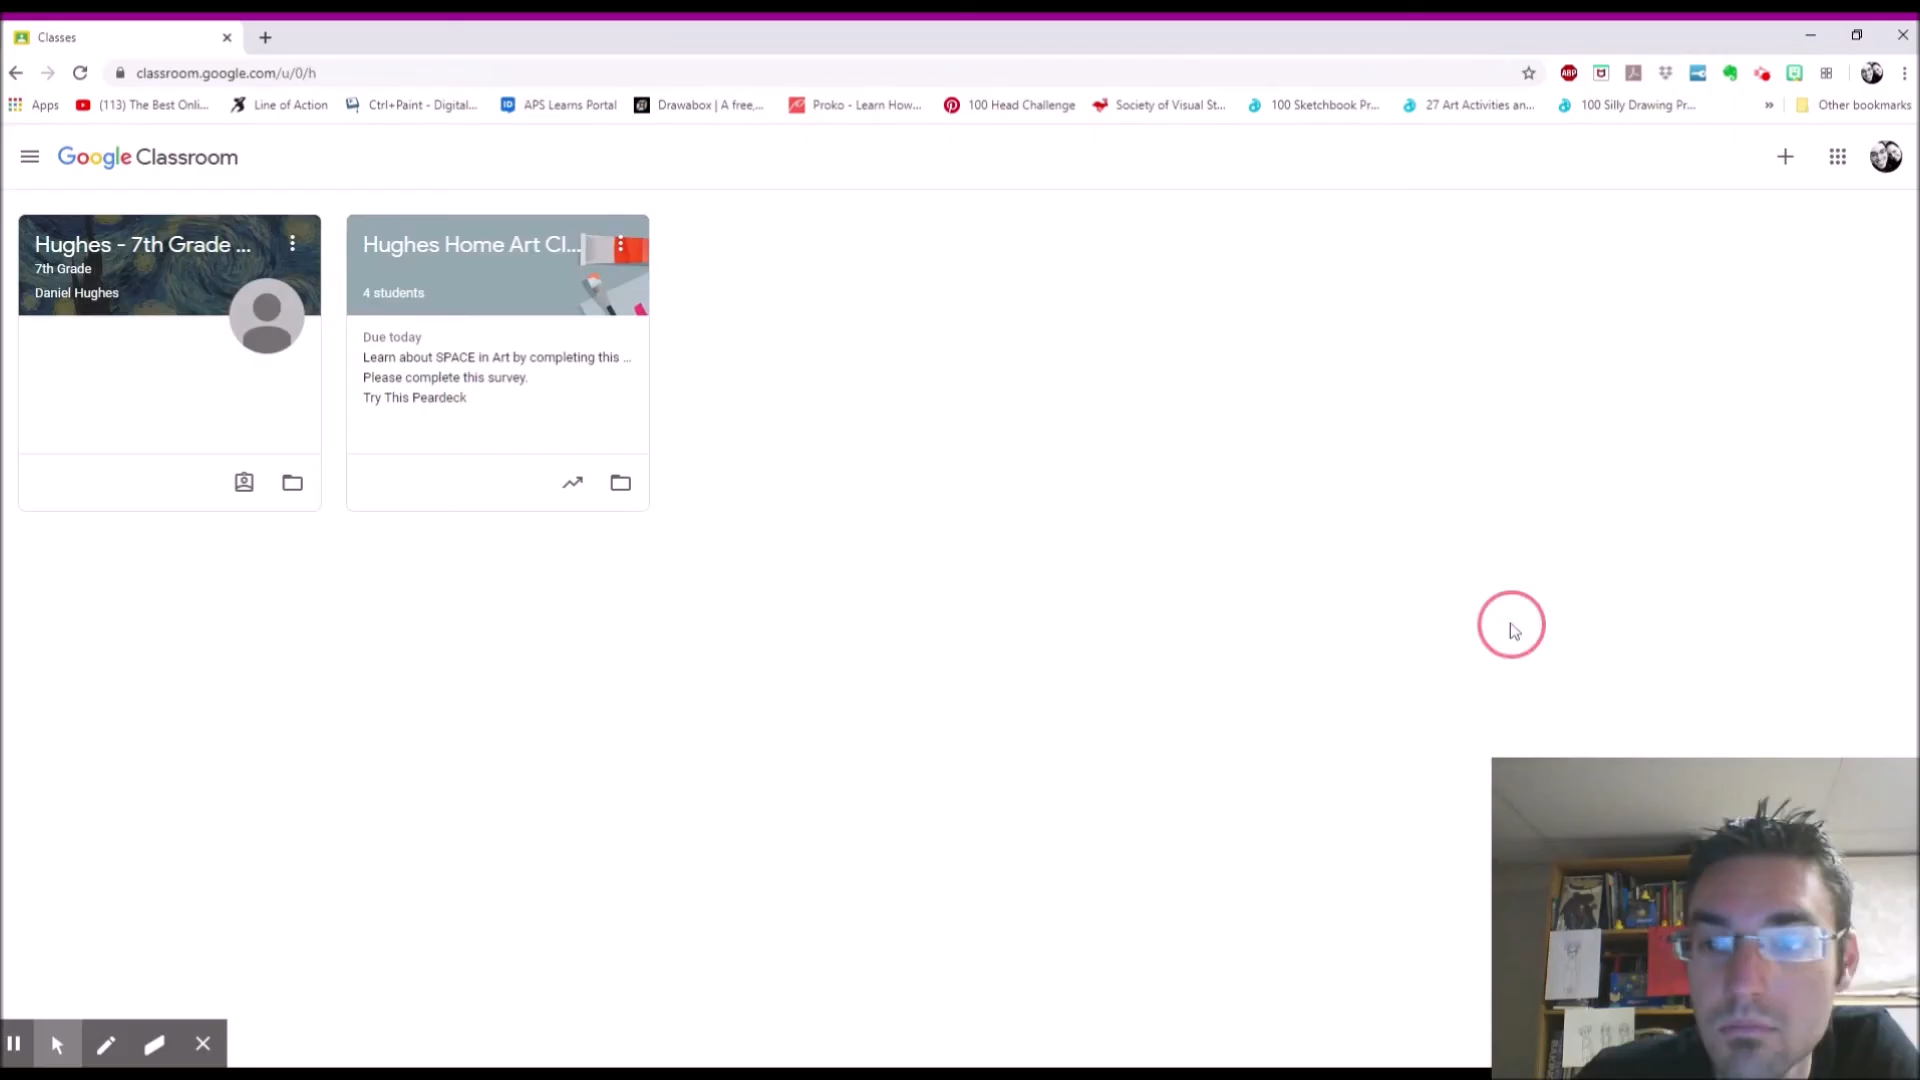 Classes
classroom.google.com/u/0/h
ABP
Apps
(113) The Best Onli...
Line of Action
Ctrl+Paint - Digital...
APS Learns Portal
Drawabox | A free,...
Proko - Learn How...
100 Head Challenge
Society of Visual St...
100 Sketchbook Pr...
27 Art Activities an...
100 Silly Drawing Pr...
»
Other bookmarks
Google Classroom
Hughes - 7th Grade ...
7th Grade
Daniel Hughes
Hughes Home Art Cl...
4 students
Due today
Learn about SPACE in Art by completing this ...
Please complete this survey.
Try This Peardeck